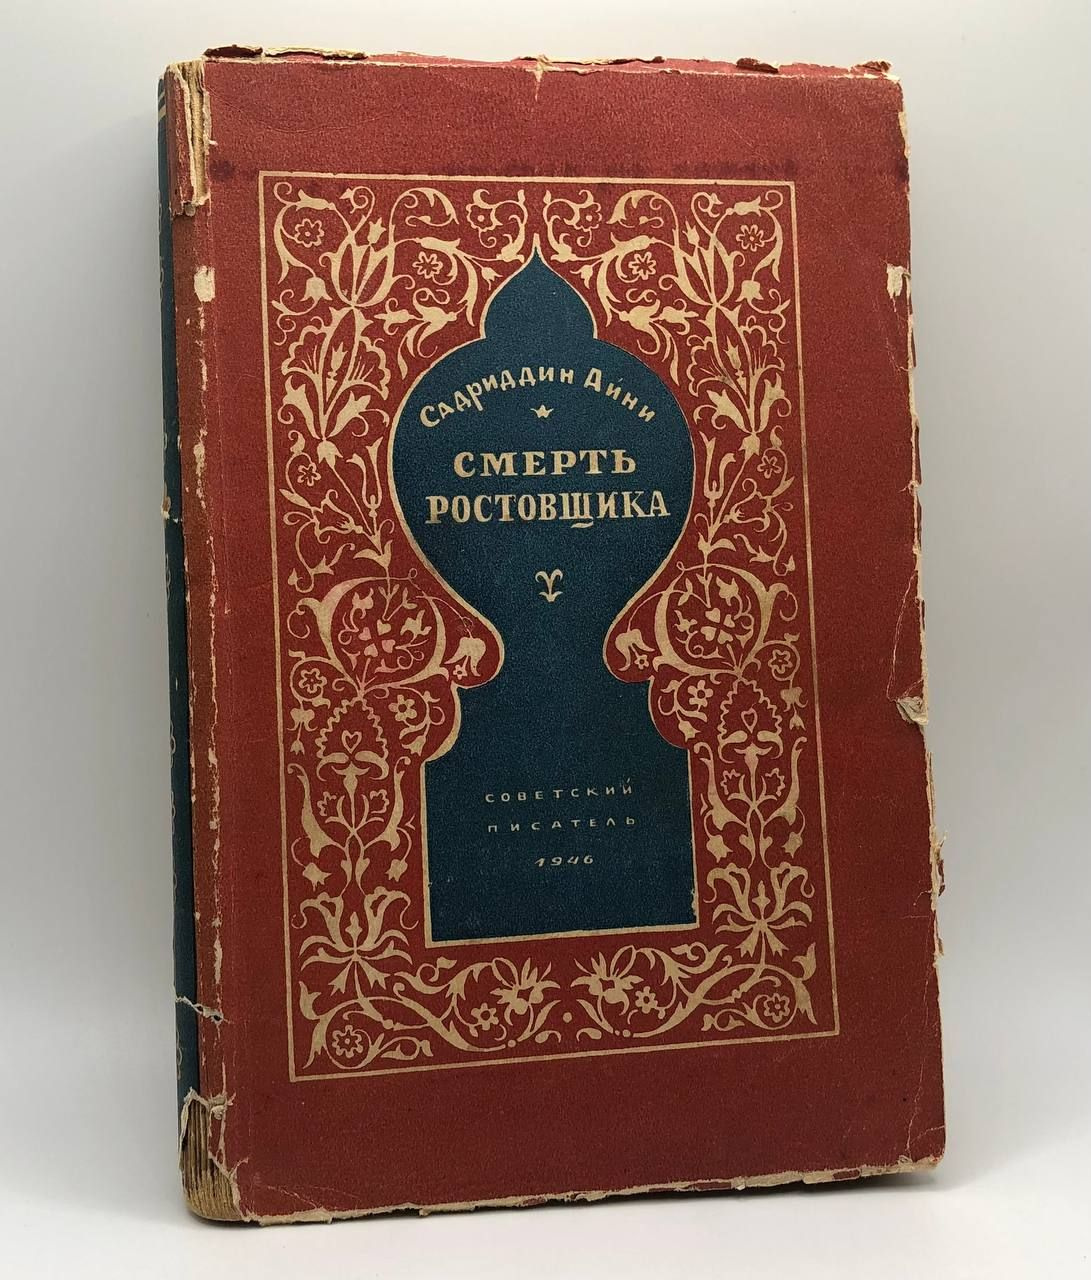 Садриддин Айни
СМЕРТЬ
РОСТОВЩИКА
СОВЕТСКИЙ
ПИСАТЕЛЬ
1946